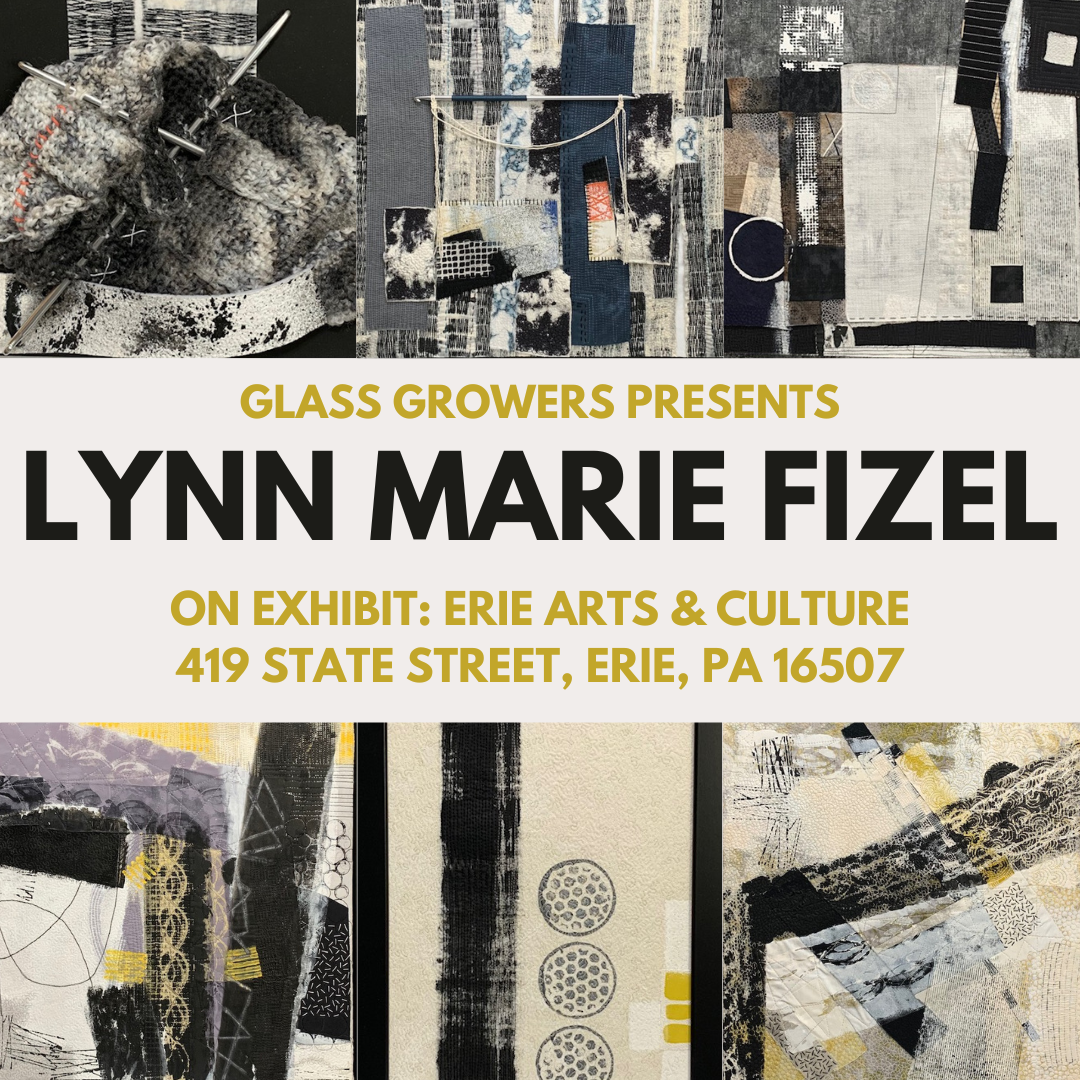 GLASS GROWERS PRESENTS
LYNN MARIE FIZEL
ON EXHIBIT: ERIE ARTS & CULTURE
419 STATE STREET, ERIE, PA 16507